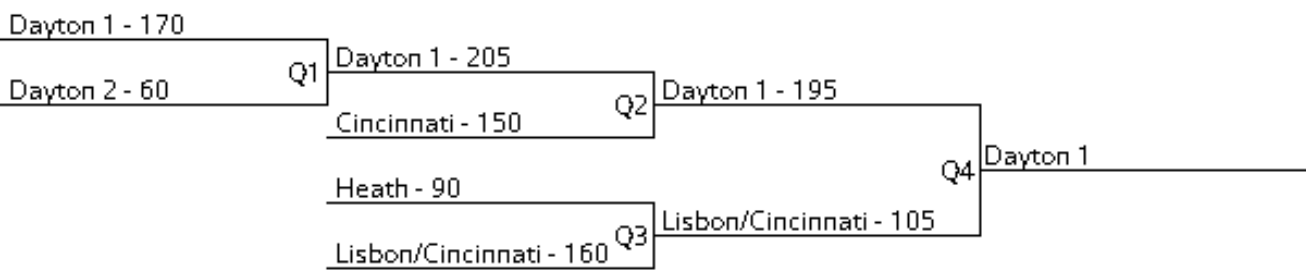 Dayton 1 - 170
Dayton 2 - 60
Q1
Dayton 1 - 205
Cincinnati - 150
Q2
Heath - 90
Lisbon/Cincinnati - 160
Q3
Dayton 1 - 195
Lisbon/Cincinnati - 105
Q4
Dayton 1